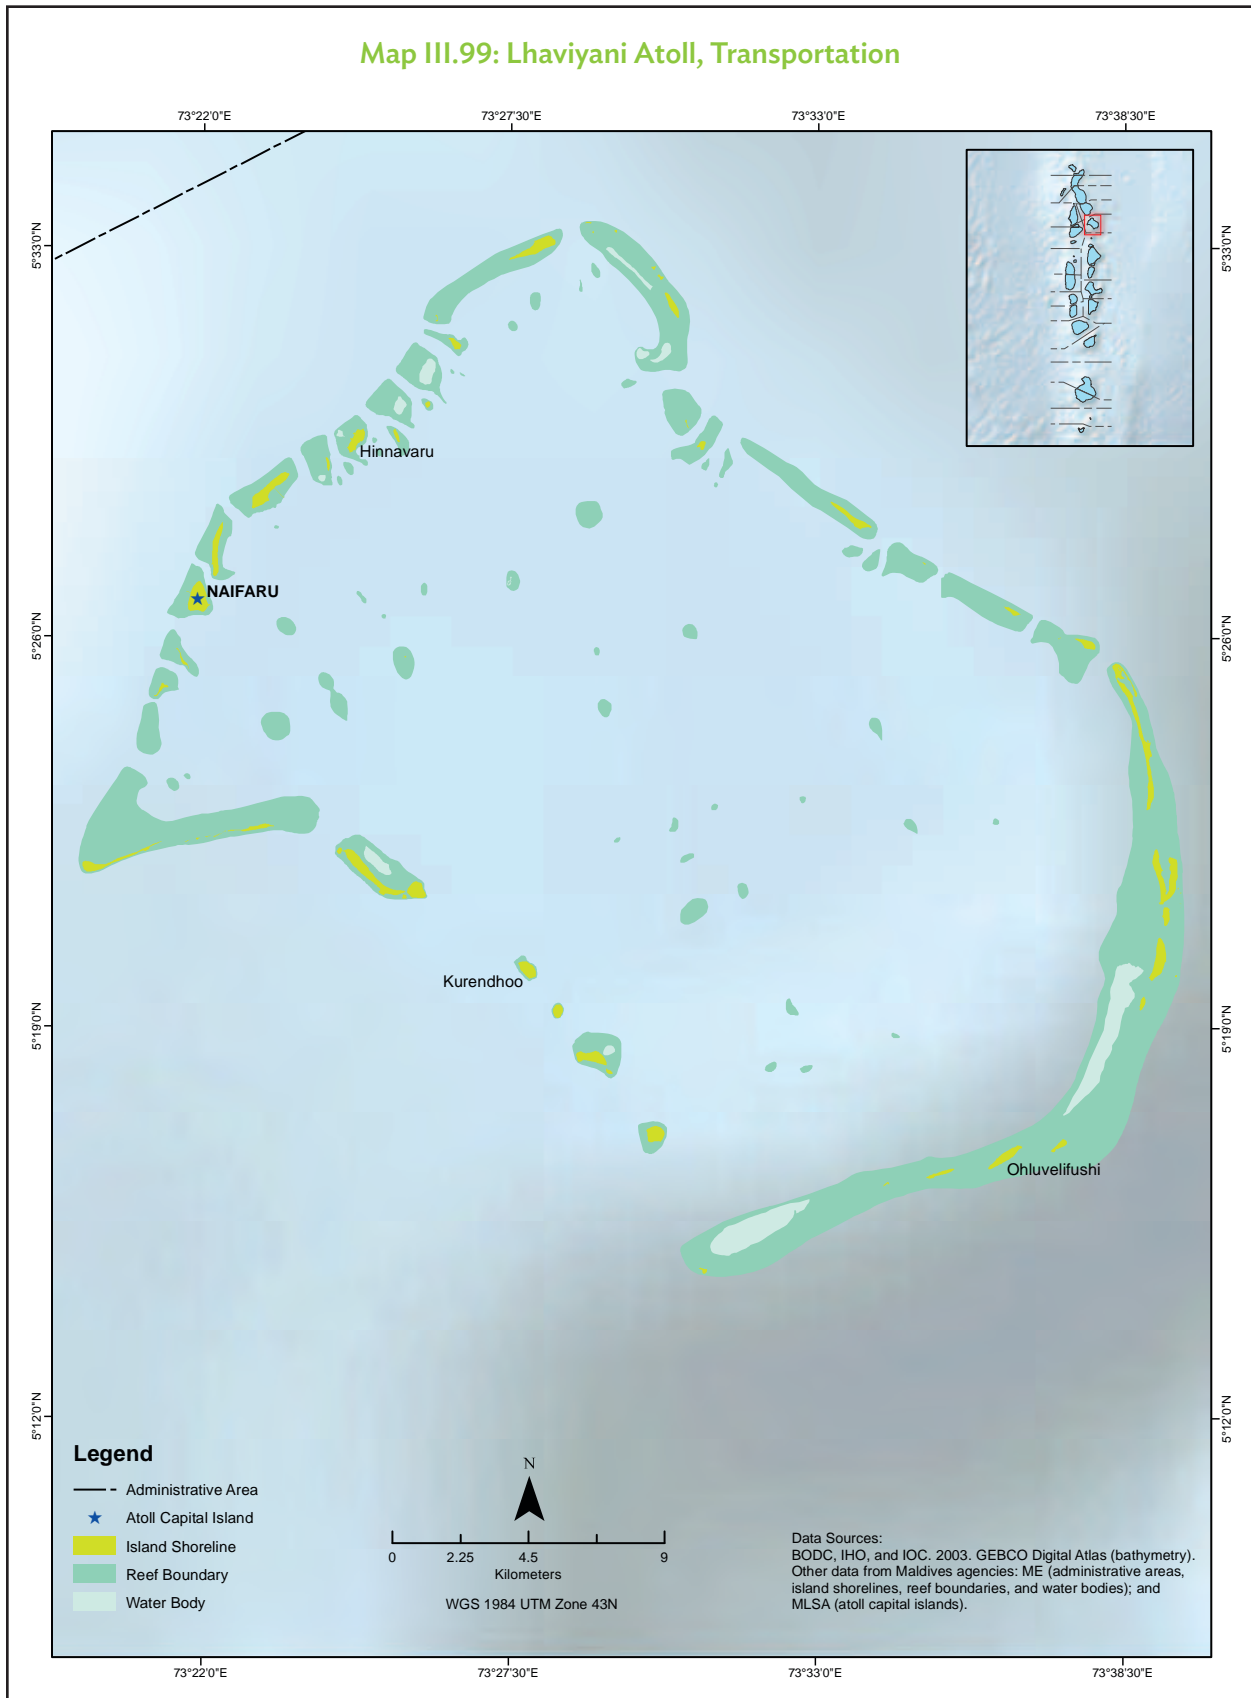 Map III.99: Lhaviyani Atoll, Transportation
73°22'0"E 73°27'30"E 73°33'0"E 73°38'30"E
5°33'0"N 5°33'0"N
Hinnavaru
NAIFARU
5°26'0"N 5°26'0"N
Kurendhoo
5°19'0"N 5°19'0"N
Ohluvelifushi
5°12'0"N 5°12'0"N
Legend
Administrative Area
Atoll Capital Island
Island Shoreline
Reef Boundary
Water Body
N
0 2.25 4.5 9
Kilometers
WGS 1984 UTM Zone 43N
Data Sources:
BODC, IHO, and IOC. 2003. GEBCO Digital Atlas (bathymetry).
Other data from Maldives agencies: ME (administrative areas,
island shorelines, reef boundaries, and water bodies); and
MLSA (atoll capital islands).
73°22'0"E 73°27'30"E 73°33'0"E 73°38'30"E